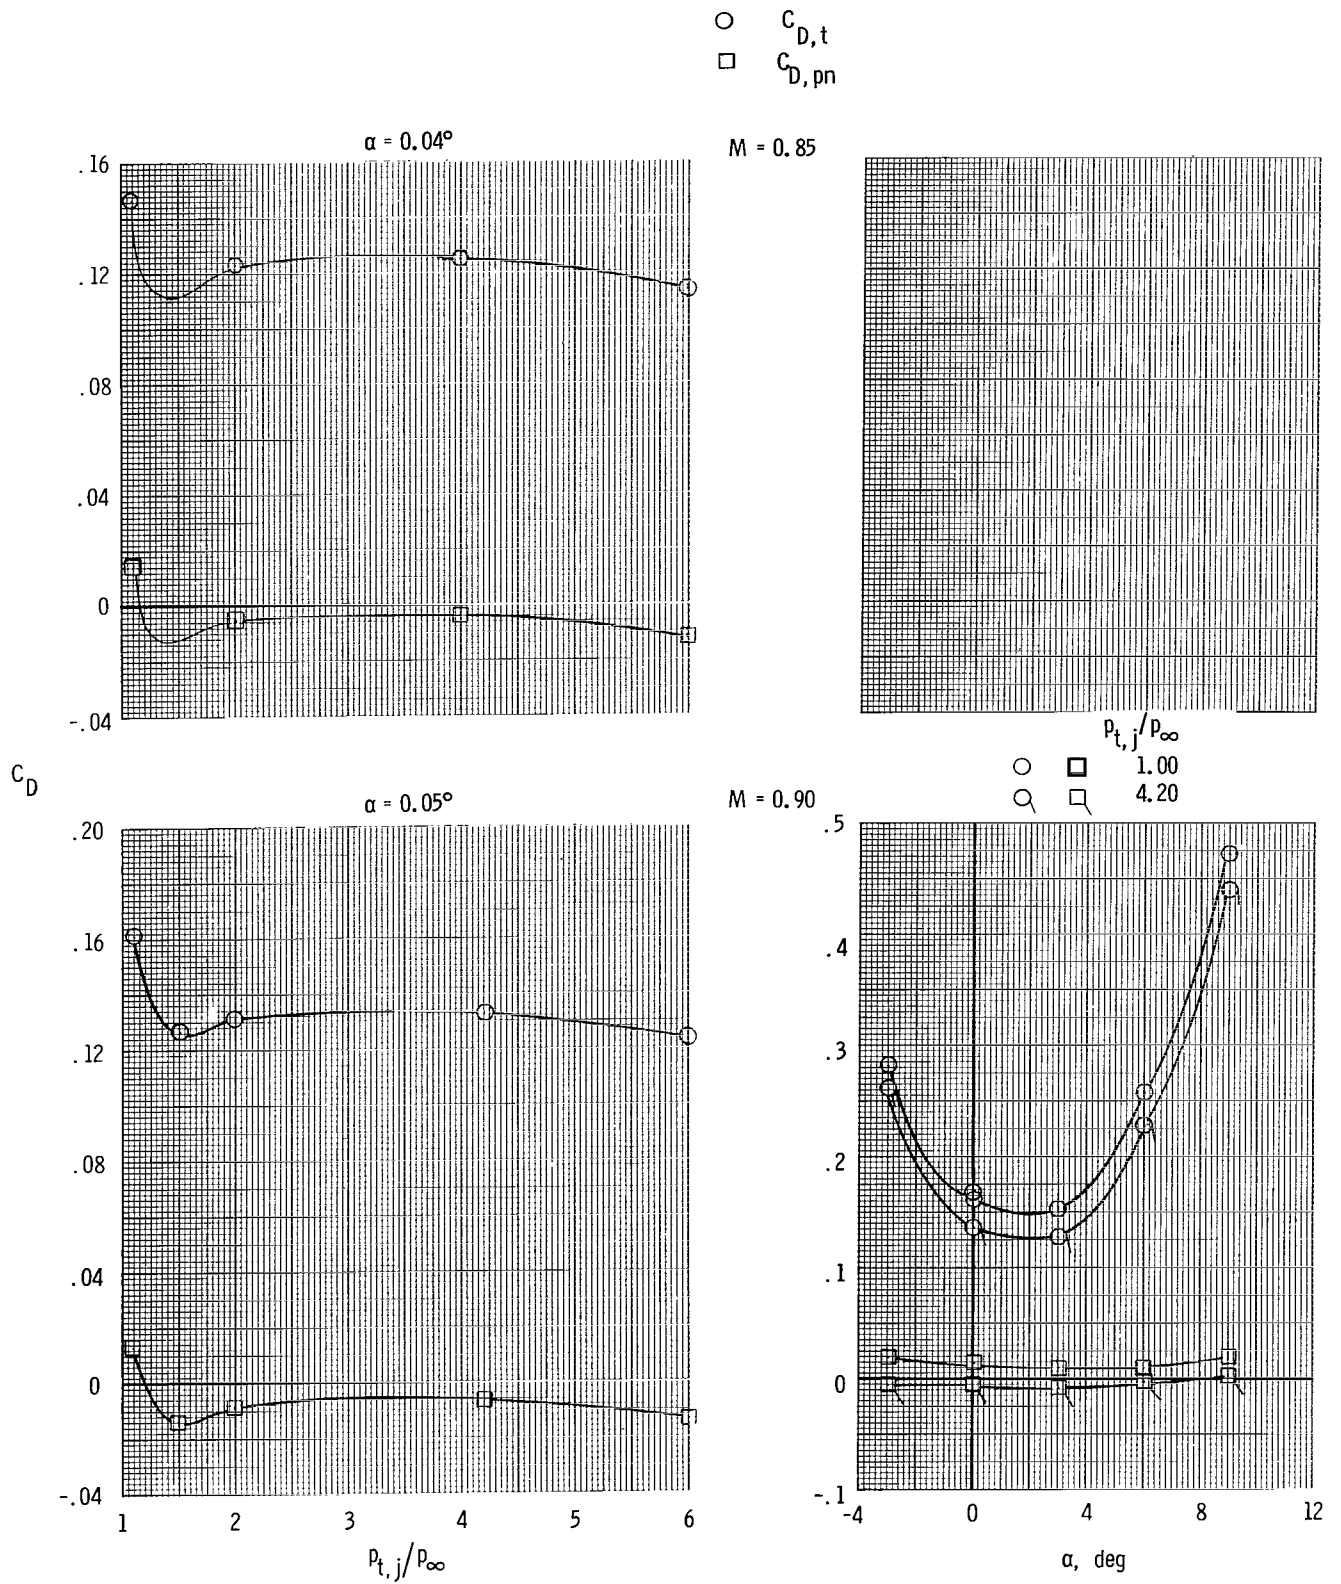 ○ C_D,t
□ C_D,pn
α = 0.04°
M = 0.85
.16
.12
.08
.04
0
-.04
p_t,j/p_∞
○ □ 1.00
○ □ 4.20
C_D
α = 0.05°
M = 0.90
.20
.16
.12
.08
.04
0
-.04
1 2 3 4 5 6
p_t,j/p_∞
.5
.4
.3
.2
.1
0
-.1
-4 0 4 8 12
α, deg